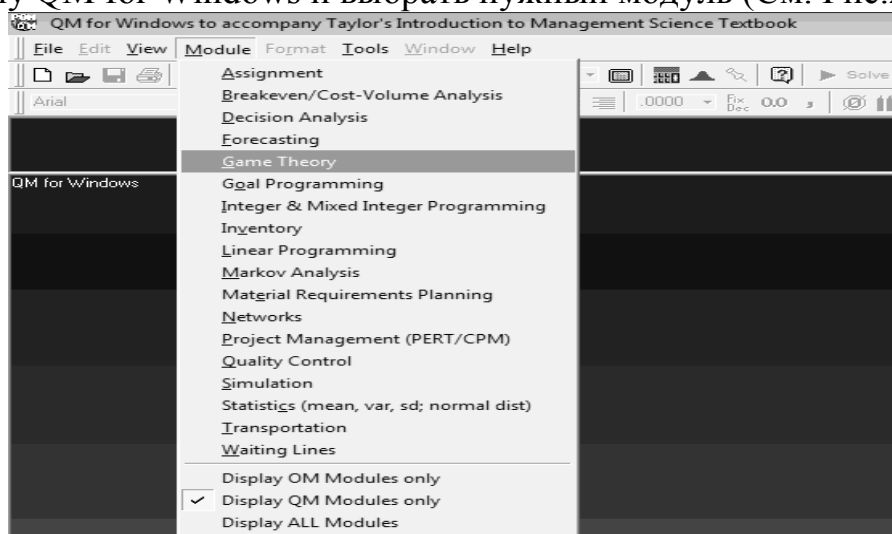 у QM for Windows и выбрать нужный модуль (См. Рис.
QM for Windows to accompany Taylor's Introduction to Management Science Textbook
File Edit View Module Format Tools Window Help
Assignment
Solve
Arial
Breakeven/Cost-Volume Analysis
.0000 Fix Dec 0.0 ,
Decision Analysis
Forecasting
Game Theory
QM for Windows
Goal Programming
Integer & Mixed Integer Programming
Inventory
Linear Programming
Markov Analysis
Material Requirements Planning
Networks
Project Management (PERT/CPM)
Quality Control
Simulation
Statistics (mean, var, sd; normal dist)
Transportation
Waiting Lines
Display OM Modules only
Display QM Modules only
Display ALL Modules